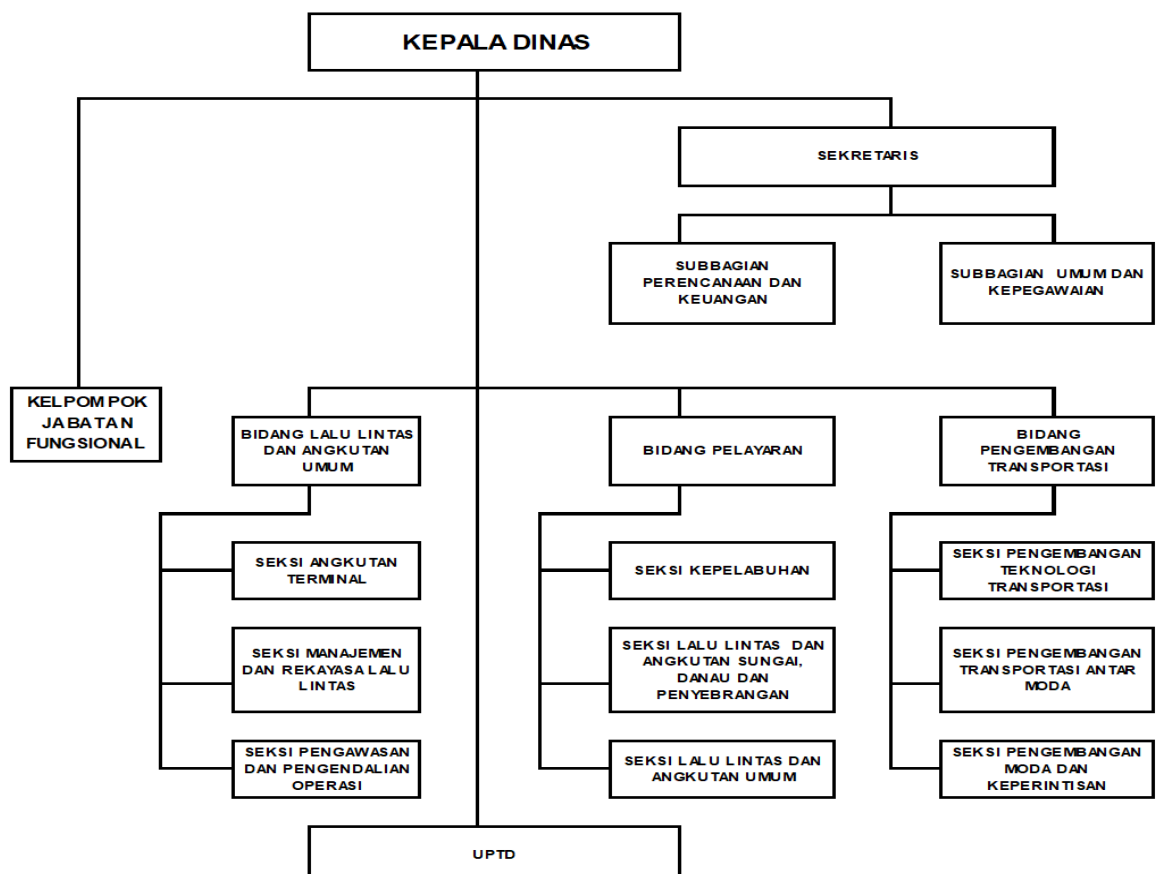 KEPALA DINAS
SEKRETARIS
SUBBAGIAN
PERENCANAAN DAN
KEUANGAN
SUBBAGIAN UMUM DAN
KEPEGAWAIAN
KELPOMPOK
JABATAN
FUNGSIONAL
BIDANG LALU LINTAS
DAN ANGKUTAN
UMUM
BIDANG PELAYARAN
BIDANG
PENGEMBANGAN
TRANSPORTASI
SEKSI ANGKUTAN
TERMINAL
SEKSI KEPELABUHAN
SEKSI PENGEMBANGAN
TEKNOLOGI
TRANSPORTASI
SEKSI MANAJEMEN
DAN REKAYASA LALU
LINTAS
SEKSI LALU LINTAS DAN
ANGKUTAN SUNGAI,
DANAU DAN
PENYEBRANGAN
SEKSI PENGEMBANGAN
TRANSPORTASI ANTAR
MODA
SEKSI PENGAWASAN
DAN PENGENDALIAN
OPERASI
SEKSI LALU LINTAS DAN
ANGKUTAN UMUM
SEKSI PENGEMBANGAN
MODA DAN
KEPERINTISAN
UPTD